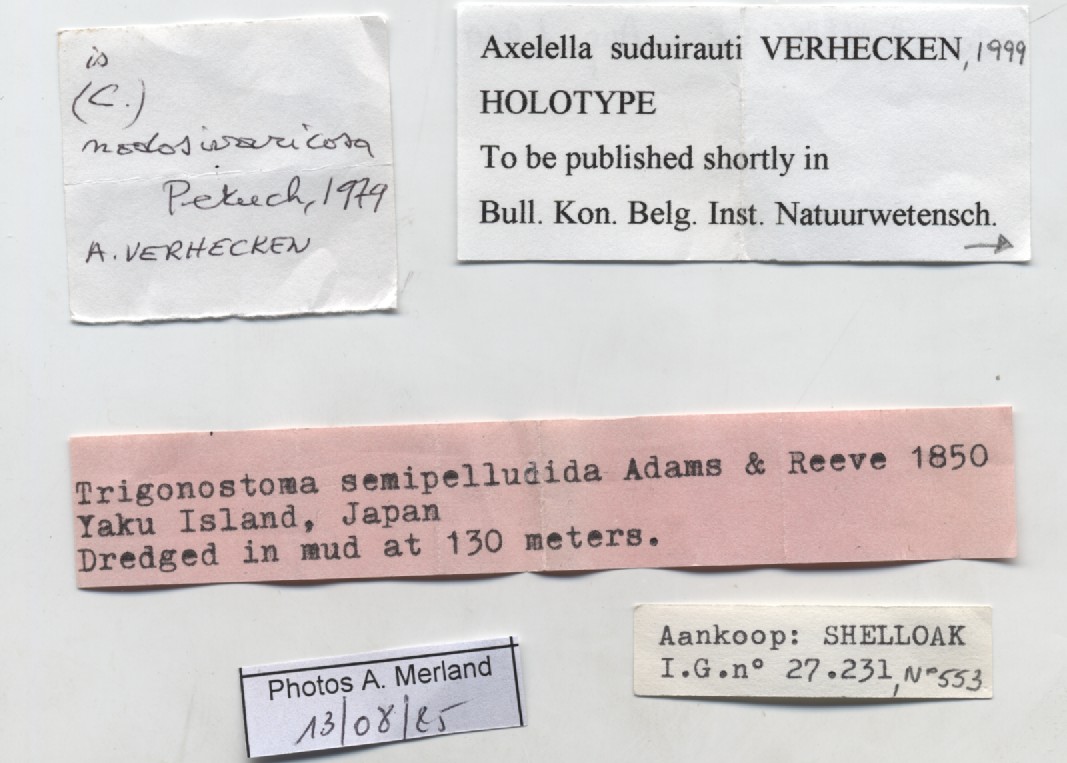 is
(C.)
nodosivaricosa
Petuch, 1979
A. VERHECKEN
Axelella suduirauti VERHECKEN, 1999
HOLOTYPE
To be published shortly in
Bull. Kon. Belg. Inst. Natuurwetensch.
→
Trigonostoma semipelludida Adams & Reeve 1850
Yaku Island, Japan
Dredged in mud at 130 meters.
Aankoop: SHELLOAK
I.G.n° 27.231, N°553
Photos A. Merland
13/08/25